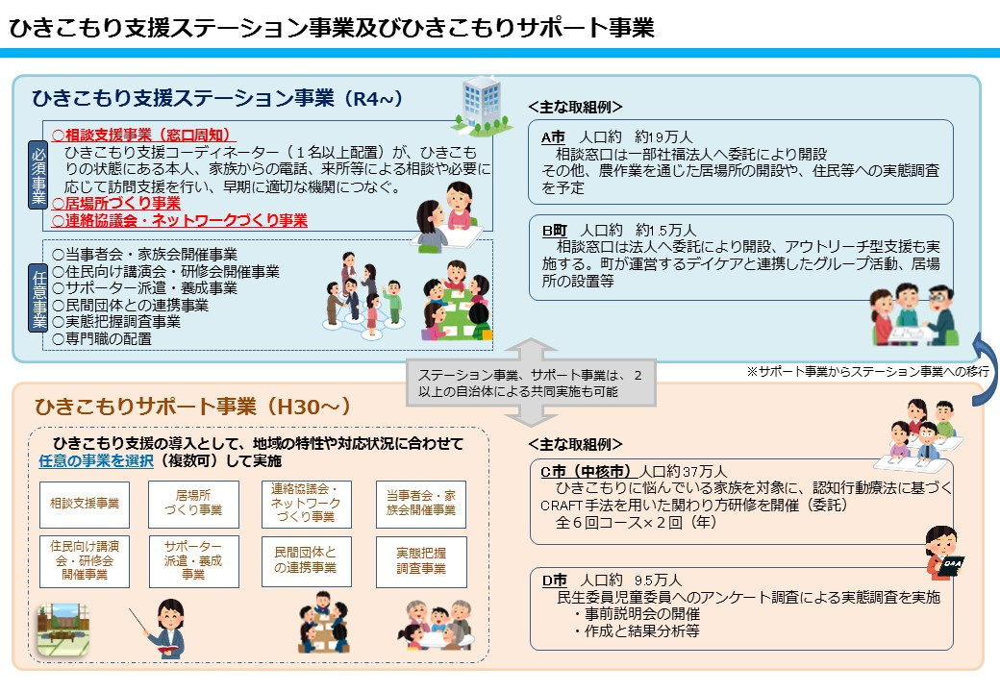 ひきこもり支援ステーション事業及びひきこもりサポート事業
ひきこもり支援ステーション事業（R4~）
必須事業
○相談支援事業（窓口周知）
ひきこもり支援コーディネーター（１名以上配置）が、ひきこも
りの状態にある本人、家族からの電話、来所等による相談や必要に
応じて訪問支援を行い、早期に適切な機関につなぐ。
○居場所づくり事業
○連絡協議会・ネットワークづくり事業
任意事業
○当事者会・家族会開催事業
○住民向け講演会・研修会開催事業
○サポーター派遣・養成事業
○民間団体との連携事業
○実態把握調査事業
○専門職の配置
＜主な取組例＞
A市　人口約　約19万人
相談窓口は一部社福法人へ委託により開設
その他、農作業を通じた居場所の開設や、住民等への実態調査
を予定
B町　人口約　約1.5万人
相談窓口は法人へ委託により開設、アウトリーチ型支援も実
施する。町が運営するデイケアと連携したグループ活動、居場
所の設置等
ステーション事業、サポート事業は、２
以上の自治体による共同実施も可能
※サポート事業からステーション事業への移行
ひきこもりサポート事業（H30～）
ひきこもり支援の導入として、地域の特性や対応状況に合わせて
任意の事業を選択（複数可）して実施
相談支援事業
居場所
づくり事業
連絡協議会・
ネットワーク
づくり事業
当事者会・家
族会開催事業
住民向け講演
会・研修会
開催事業
サポーター
派遣・養成
事業
民間団体と
の連携事業
実態把握
調査事業
＜主な取組例＞
C市（中核市）人口約37万人
ひきこもりに悩んでいる家族を対象に、認知行動療法に基づく
CRAFT手法を用いた関わり方研修を開催（委託）
全６回コース×２回（年）
Q&A
D市　人口約　9.5万人
民生委員児童委員へのアンケート調査による実態調査を実施
・事前説明会の開催
・作成と結果分析等